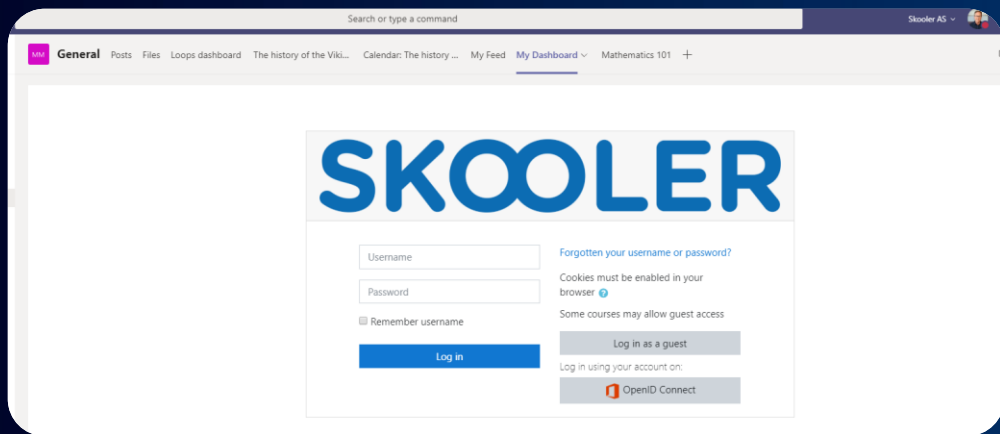 Search or type a command
Skooler AS
MM General Posts Files Loops dashboard The history of the Viki... Calendar: The history ... My Feed My Dashboard Mathematics 101 +
SKOOLER
Username
Password
Remember username
Log in
Forgotten your username or password?
Cookies must be enabled in your
browser ?
Some courses may allow guest access
Log in as a guest
Log in using your account on:
OpenID Connect